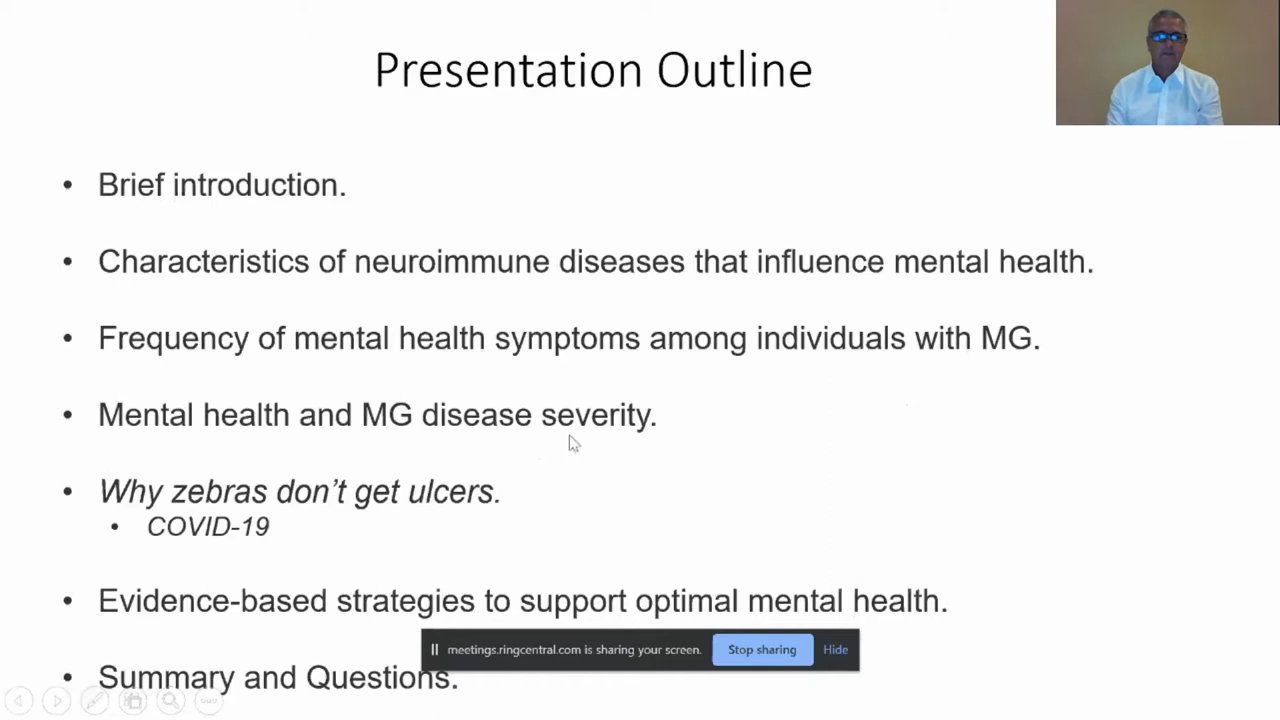 Presentation Outline
• Brief introduction.
• Characteristics of neuroimmune diseases that influence mental health.
• Frequency of mental health symptoms among individuals with MG.
• Mental health and MG disease severity.
• Why zebras don't get ulcers.
• COVID-19
• Evidence-based strategies to support optimal mental health.
meetings.ringcentral.com is sharing your screen. Stop sharing Hide
• Summary and Questions.